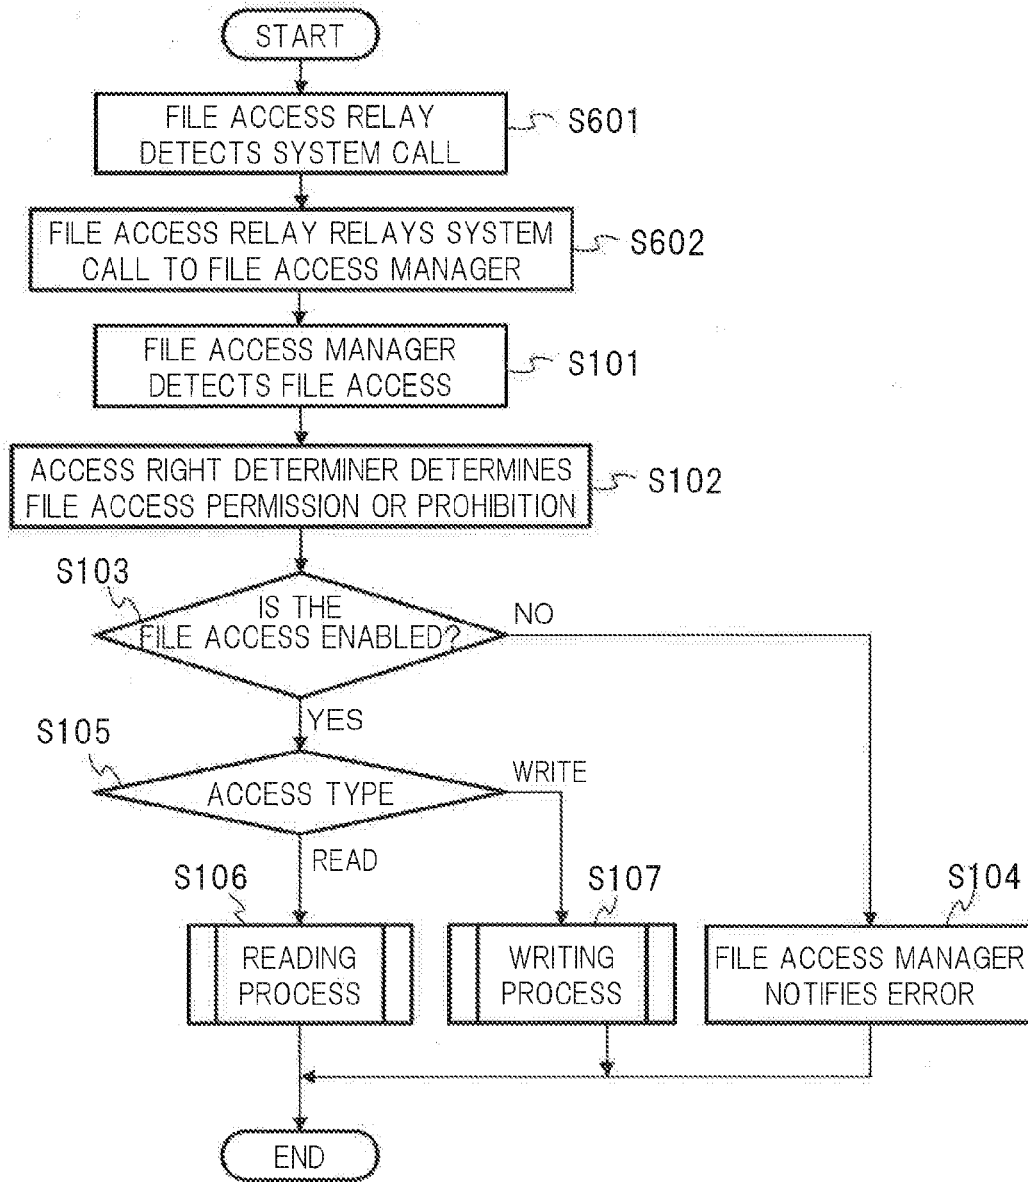 START
FILE ACCESS RELAY
DETECTS SYSTEM CALL
S601
FILE ACCESS RELAY RELAYS SYSTEM
CALL TO FILE ACCESS MANAGER
S602
FILE ACCESS MANAGER
DETECTS FILE ACCESS
S101
ACCESS RIGHT DETERMINER DETERMINES
FILE ACCESS PERMISSION OR PROHIBITION
S102
S103
IS THE
FILE ACCESS ENABLED?
NO
YES
S105
ACCESS TYPE
WRITE
READ
S106
READING
PROCESS
S107
WRITING
PROCESS
S104
FILE ACCESS MANAGER
NOTIFIES ERROR
END